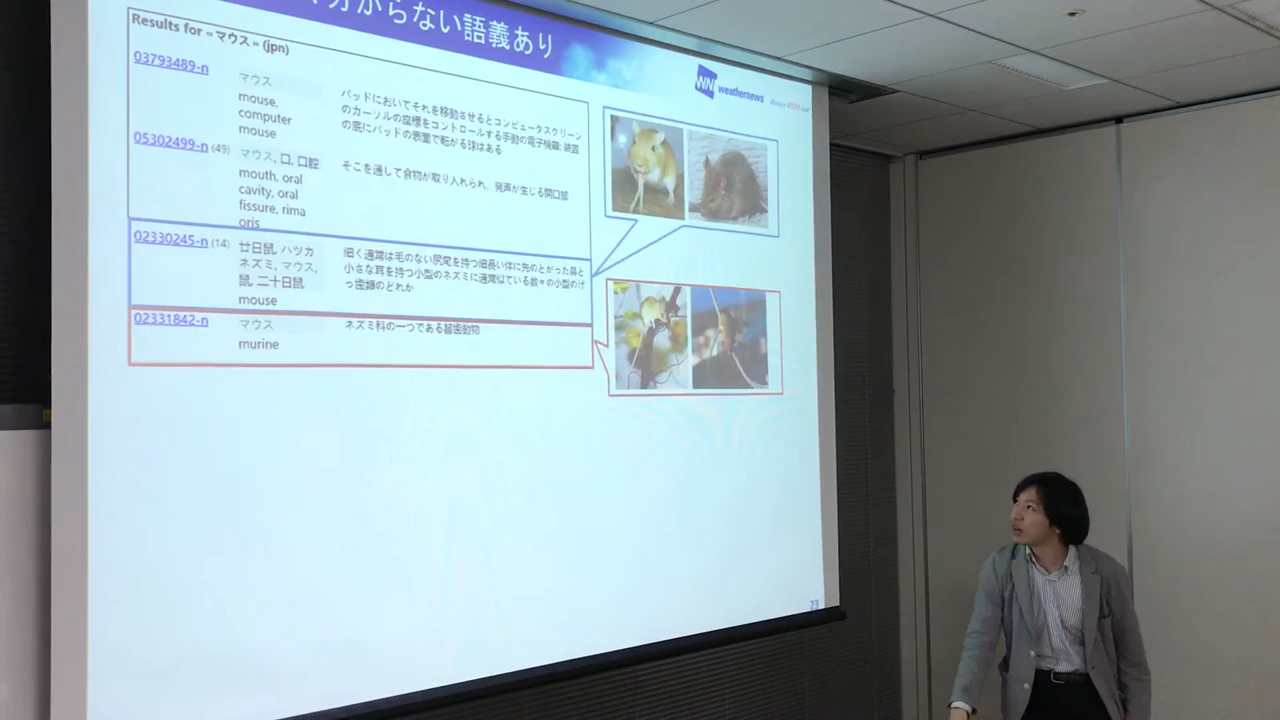 分からない語義あり
WN weathernews
Always WITH you!
Results for «マウス» (jpn)
03793489-n
マウス
mouse,
computer
mouse
パッドにおいてそれを移動させるとコンピュータスクリーン
のカーソルの座標をコントロールする手動の電子機器; 装置
の底にパッドの表面で転がる球はある
05302499-n (49)
マウス, 口, 口腔
mouth, oral
cavity, oral
fissure, rima
oris
そこを通して食物が取り入れられ、発声が生じる開口部
02330245-n (14)
廿日鼠, ハツカ
ネズミ, マウス,
鼠, 二十日鼠
mouse
細く通常は毛のない尻尾を持つ細長い体に先のとがった鼻と
小さな耳を持つ小型のネズミに通常似ている数々の小型のげ
っ歯類のどれか
02331842-n
マウス
murine
ネズミ科の一つである齧歯動物
23